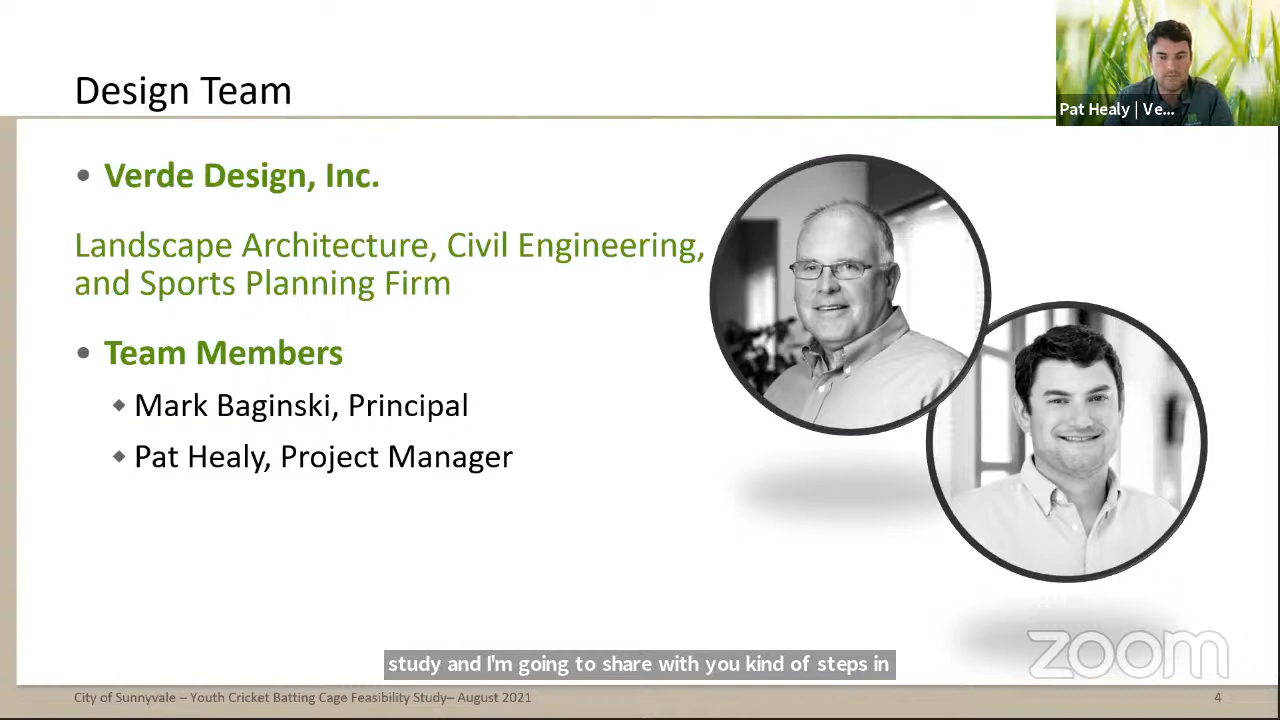 Design Team
Pat Healy | Ve...
• Verde Design, Inc.
Landscape Architecture, Civil Engineering,
and Sports Planning Firm
• Team Members
◆ Mark Baginski, Principal
◆ Pat Healy, Project Manager
zoom
study and I'm going to share with you kind of steps in
City of Sunnyvale – Youth Cricket Batting Cage Feasibility Study– August 2021
4